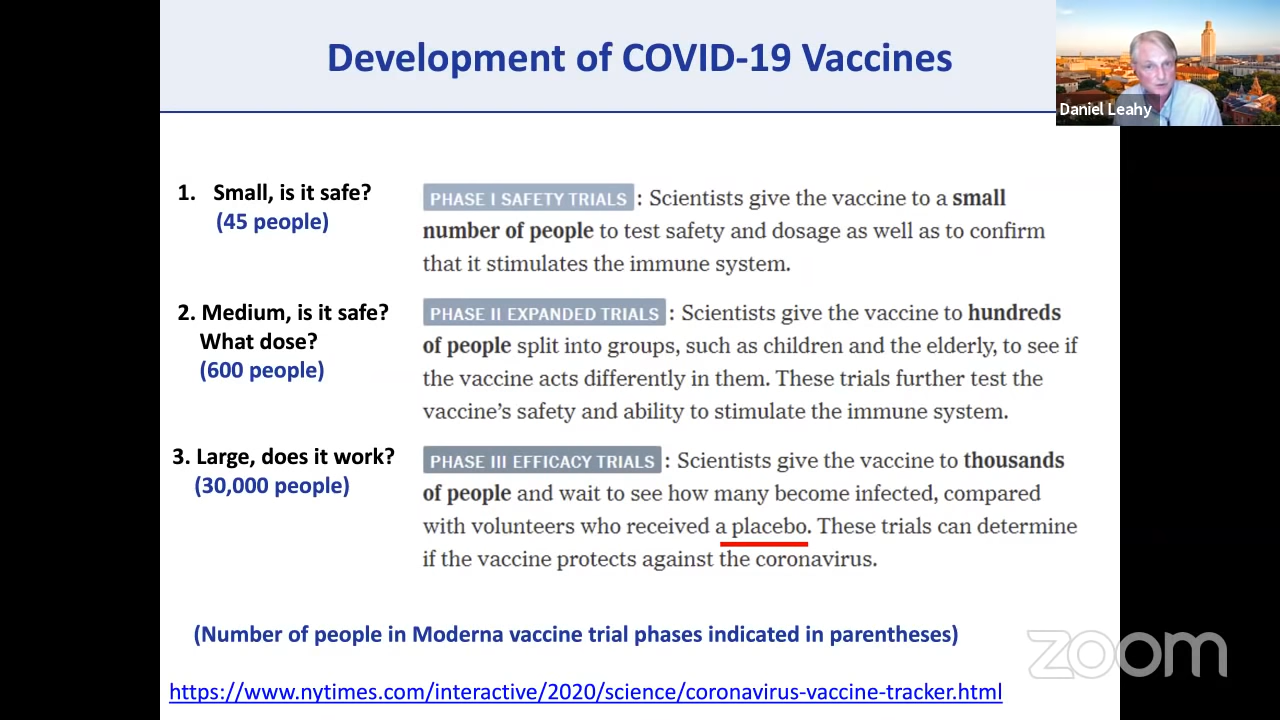 Development of COVID-19 Vaccines
Daniel Leahy
1. Small, is it safe?
(45 people)
PHASE I SAFETY TRIALS : Scientists give the vaccine to a small
number of people to test safety and dosage as well as to confirm
that it stimulates the immune system.
2. Medium, is it safe?
What dose?
(600 people)
PHASE II EXPANDED TRIALS : Scientists give the vaccine to hundreds
of people split into groups, such as children and the elderly, to see if
the vaccine acts differently in them. These trials further test the
vaccine’s safety and ability to stimulate the immune system.
3. Large, does it work?
(30,000 people)
PHASE III EFFICACY TRIALS : Scientists give the vaccine to thousands
of people and wait to see how many become infected, compared
with volunteers who received a placebo. These trials can determine
if the vaccine protects against the coronavirus.
(Number of people in Moderna vaccine trial phases indicated in parentheses)
zoom
https://www.nytimes.com/interactive/2020/science/coronavirus-vaccine-tracker.html